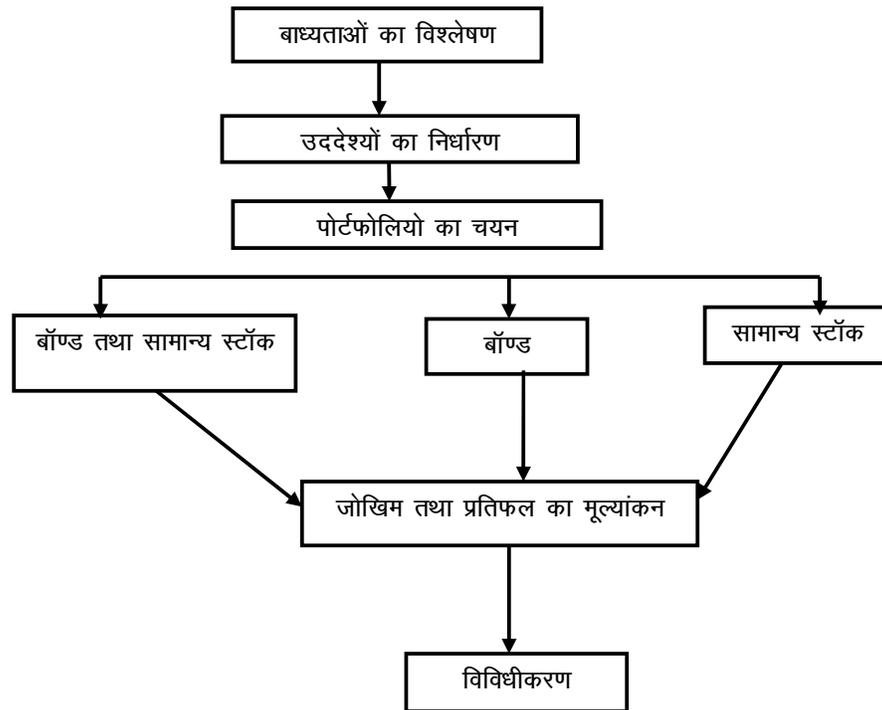 बाध्यताओं का विश्लेषण
उददेश्यों का निर्धारण
पोर्टफोलियो का चयन
बॉण्ड तथा सामान्य स्टॉक
बॉण्ड
सामान्य स्टॉक
जोखिम तथा प्रतिफल का मूल्यांकन
विविधीकरण